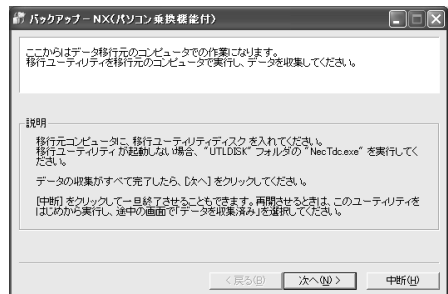 バックアップ－NX(パソコン乗換機能付)
ここからはデータ移行元のコンピュータでの作業になります。
移行ユーティリティを移行元のコンピュータで実行し、データを収集してください。
説明
移行元コンピュータに、移行ユーティリティディスク を入れてください。
移行ユーティリティ が起動しない場合、"UTLDISK" フォルダの "NecTdc.exe" を実行してく
ださい。
データの収集がすべて完了したら、[次へ] をクリックしてください。
[中断] をクリックして一旦終了させることもできます。再開させるときは、このユーティリティを
はじめから実行し、途中の画面で「データを収集済み」を選択してください。
< 戻る(B)
次へ(N) >
中断(H)